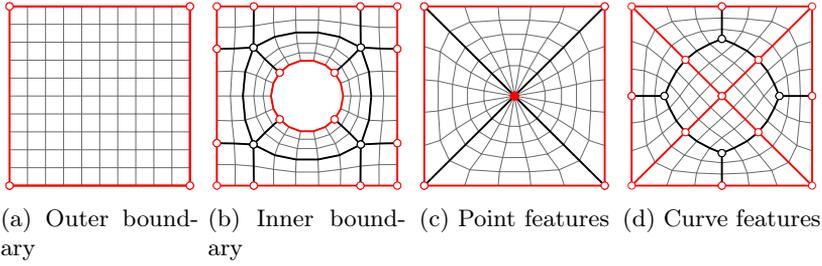 (a) Outer bound-
ary
(b) Inner bound-
ary
(c) Point features
(d) Curve features